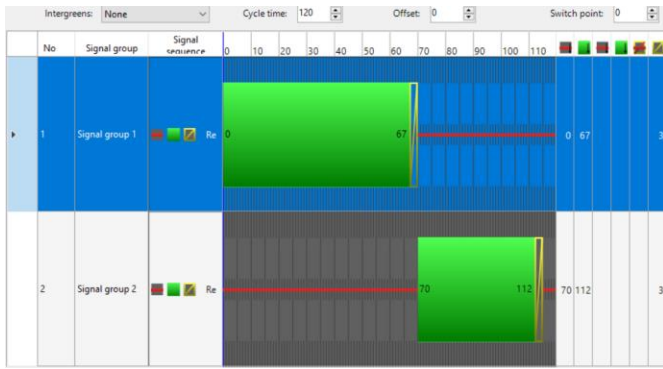 Intergreens: None Cycle time: 120 Offset: 0 Switch point: 0
No Signal group Signal sequence 0 10 20 30 40 50 60 70 80 90 100 110
1 Signal group 1 Re 0 67 0 67 3
2 Signal group 2 Re 70 112 70 112 3